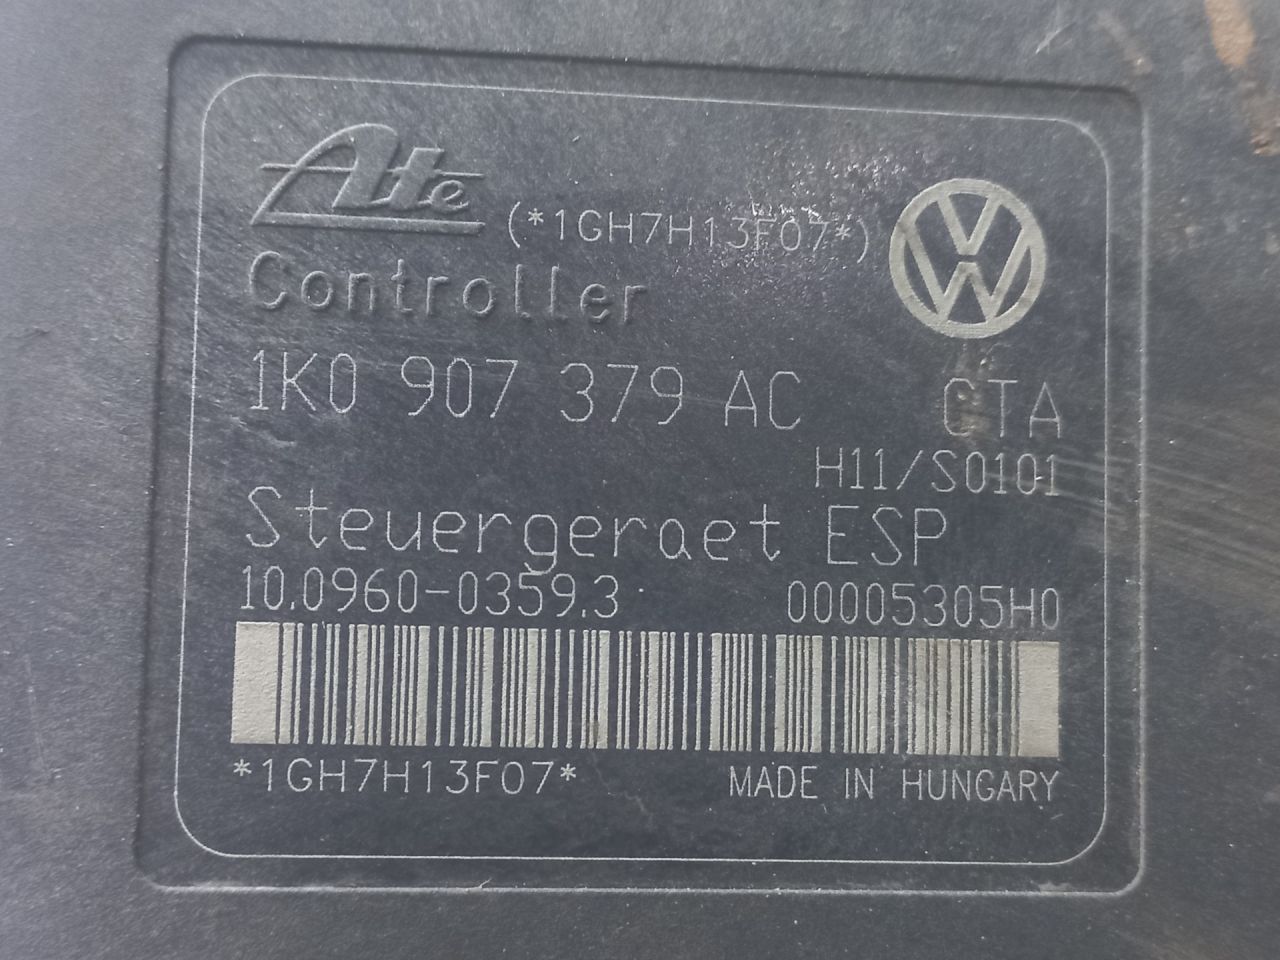 Ate
(*1GH7H13F07*)
Controller
1K0 907 379 AC GTA
H11/S0101
Steuergeraet ESP
10.0960-0359.3 00005305H0
*1GH7H13F07* MADE IN HUNGARY